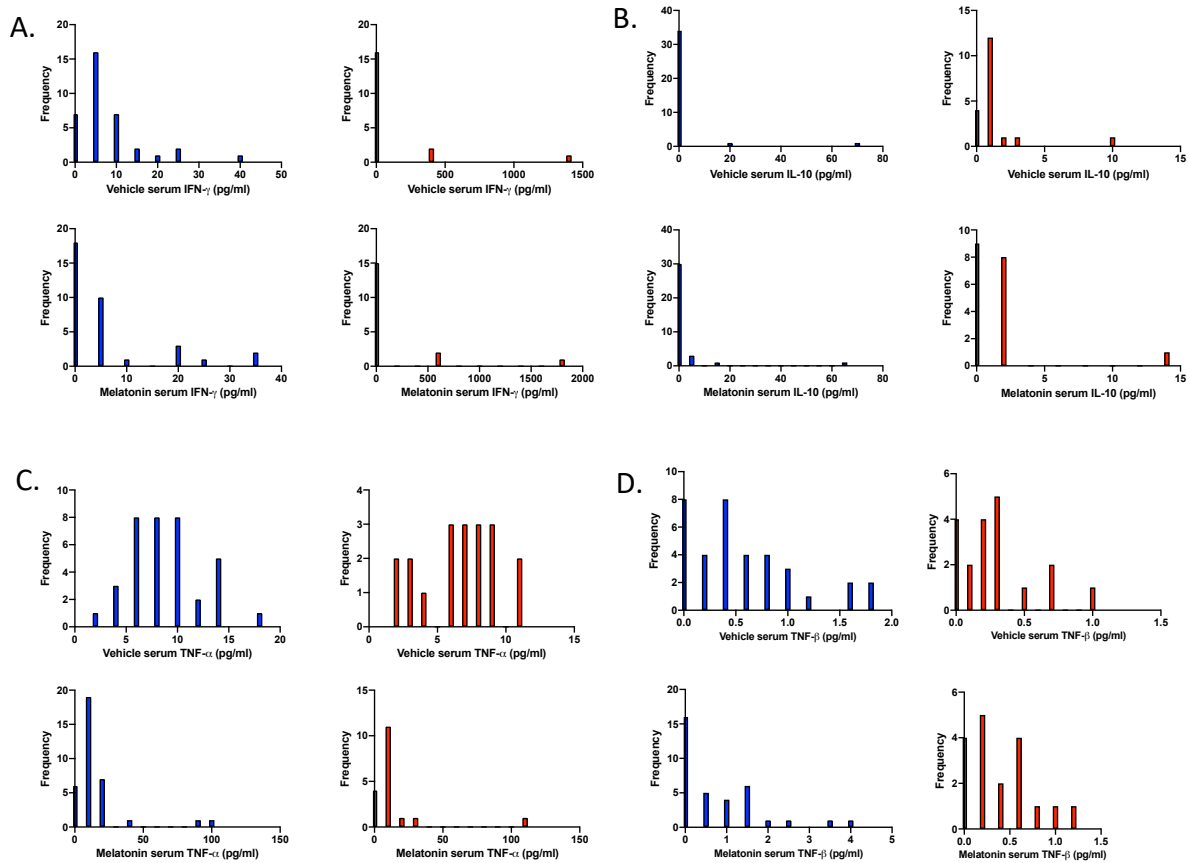 A.
20
15
10
5
0
Frequency
0 10 20 30 40 50
Vehicle serum IFN-γ (pg/ml)
20
15
10
5
0
Frequency
0 500 1000 1500
Vehicle serum IFN-γ (pg/ml)
20
15
10
5
0
Frequency
0 10 20 30 40
Melatonin serum IFN-γ (pg/ml)
20
15
10
5
0
Frequency
0 500 1000 1500 2000
Melatonin serum IFN-γ (pg/ml)
B.
40
30
20
10
0
Frequency
0 20 40 60 80
Vehicle serum IL-10 (pg/ml)
15
10
5
0
Frequency
0 5 10 15
Vehicle serum IL-10 (pg/ml)
40
30
20
10
0
Frequency
0 20 40 60 80
Melatonin serum IL-10 (pg/ml)
10
8
6
4
2
0
Frequency
0 5 10 15
Melatonin serum IL-10 (pg/ml)
C.
10
8
6
4
2
0
Frequency
0 5 10 15 20
Vehicle serum TNF-α (pg/ml)
4
3
2
1
0
Frequency
0 5 10 15
Vehicle serum TNF-α (pg/ml)
20
15
10
5
0
Frequency
0 50 100 150
Melatonin serum TNF-α (pg/ml)
15
10
5
0
Frequency
0 50 100 150
Melatonin serum TNF-α (pg/ml)
D.
10
8
6
4
2
0
Frequency
0.0 0.5 1.0 1.5 2.0
Vehicle serum TNF-β (pg/ml)
6
4
2
0
Frequency
0.0 0.5 1.0 1.5
Vehicle serum TNF-β (pg/ml)
20
15
10
5
0
Frequency
0 1 2 3 4 5
Melatonin serum TNF-β (pg/ml)
6
4
2
0
Frequency
0.0 0.5 1.0 1.5
Melatonin serum TNF-β (pg/ml)